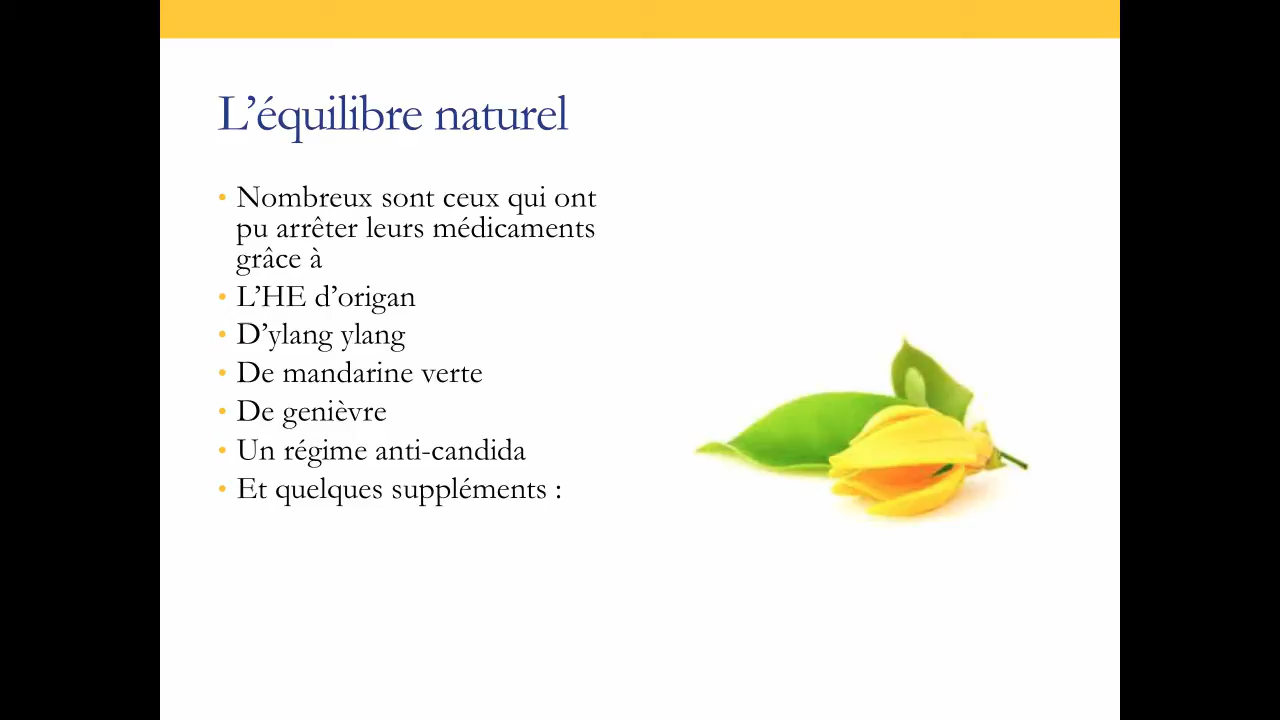 L’équilibre naturel
• Nombreux sont ceux qui ont
pu arrêter leurs médicaments
grâce à
• L’HE d’origan
• D’ylang ylang
• De mandarine verte
• De genièvre
• Un régime anti-candida
• Et quelques suppléments :